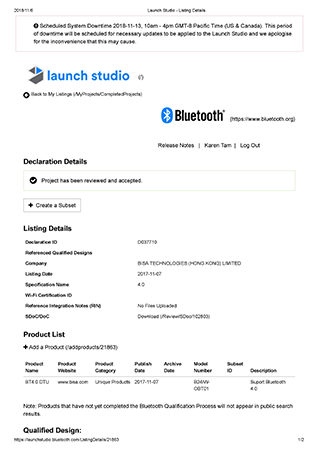 2018/11/6 Launch Studio - Listing Details
Scheduled System Downtime 2018-11-13, 10am - 4pm GMT-8 Pacific Time (US & Canada). This period
of downtime will be scheduled for necessary updates to be applied to the Launch Studio and we apologise
for the inconvenience that this may cause.
launch studio (/)
Back to My Listings (/MyProjects/CompletedProjects)
Bluetooth® (https://www.bluetooth.org)
Release Notes | Karen Tam | Log Out
Declaration Details
Project has been reviewed and accepted.
+ Create a Subset
Listing Details
Declaration ID D037719
Referenced Qualified Designs
Company BISA TECHNOLOGIES (HONG KONG) LIMITED
Listing Date 2017-11-07
Specification Name 4.0
Wi-Fi Certification ID
Reference Integration Notes (RIN) No Files Uploaded
SDoC/DoC Download
Product List
+ Add a Product (/addproducts/21863)
Product Name Product Website Product Category Publish Date Archive Date Model Number Subset ID Description
DTU www.bisa.com Unique Products 2017-11-07 Suport Bluetooth 4.0
Note: Products that have not yet completed the Bluetooth Qualification Process will not appear in public search
results.
Qualified Design:
https://launchstudio.bluetooth.com/ListingDetails/21863 1/2